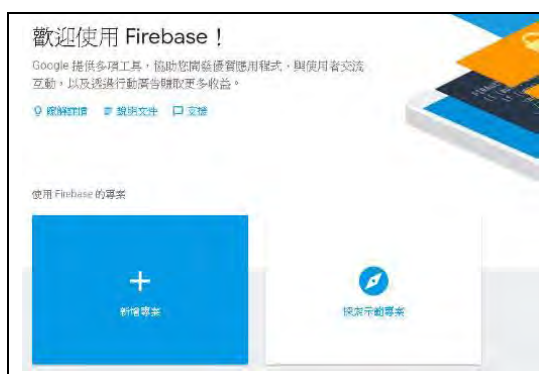 歡迎使用 Firebase！
Google 提供多項工具，協助您開發優質應用程式、與使用者交流
互動，以及透過行動廣告賺取更多收益。
瞭解詳情 說明文件 支援
使用 Firebase 的專案
新增專案
探索示範專案